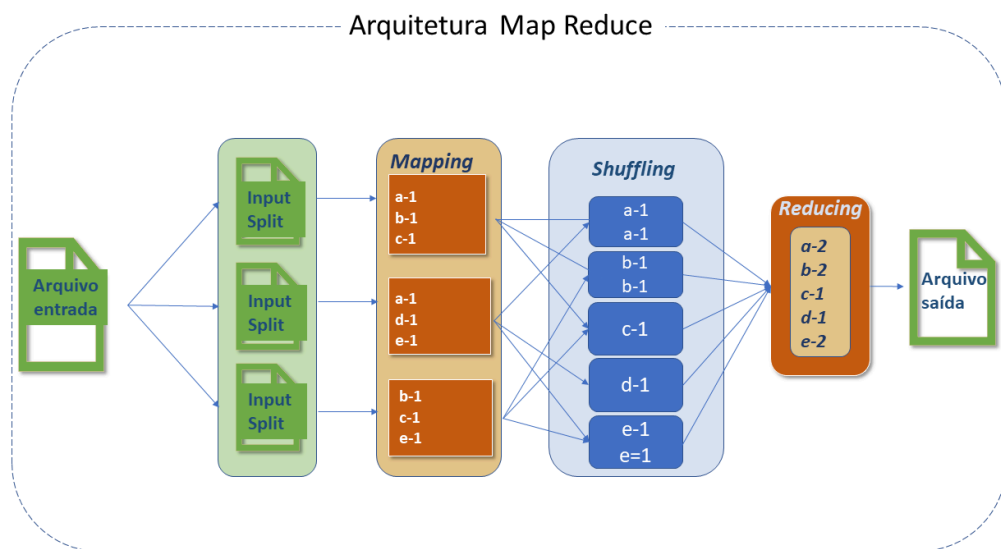 Arquitetura Map Reduce
Arquivo
entrada
Input
Split
Input
Split
Input
Split
Mapping
a-1
b-1
c-1
a-1
d-1
e-1
b-1
c-1
e-1
Shuffling
a-1
a-1
b-1
b-1
c-1
d-1
e-1
e=1
Reducing
a-2
b-2
c-1
d-1
e-2
Arquivo
saída